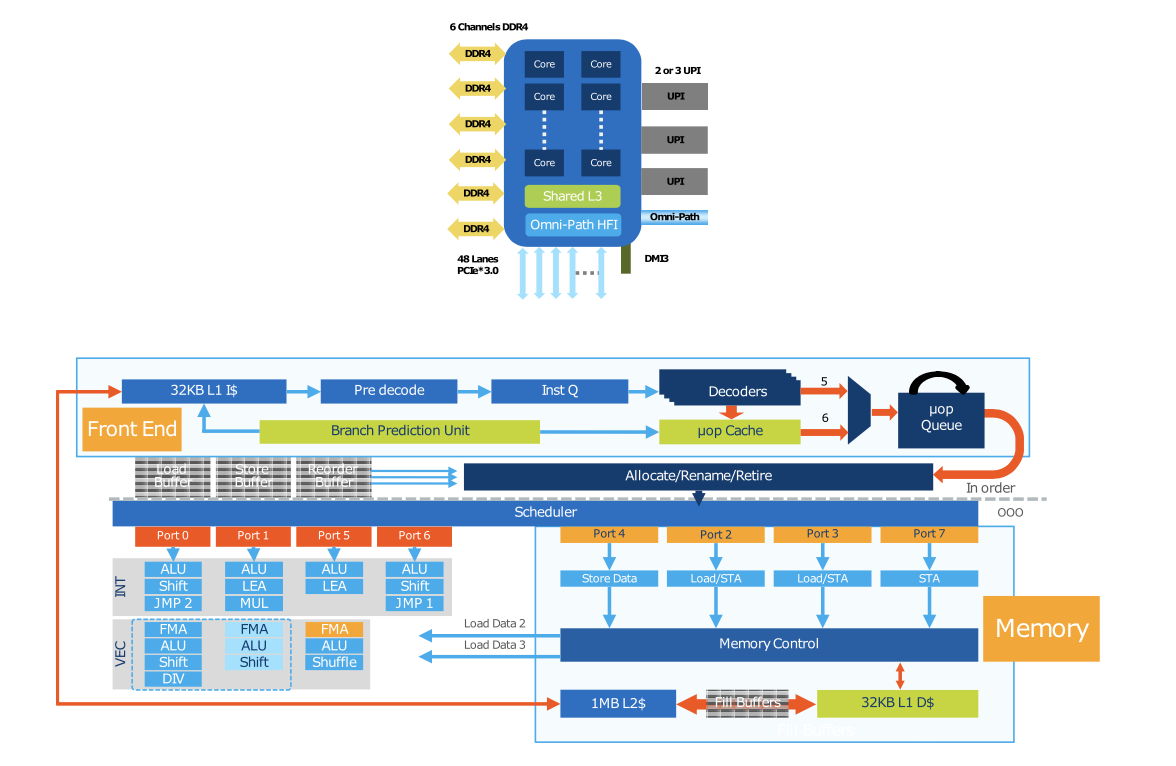 6 Channels DDR4
DDR4
DDR4
DDR4
DDR4
DDR4
DDR4
Core
Core
Core
Core
Core
Core
Shared L3
Omni-Path HFI
2 or 3 UPI
UPI
UPI
UPI
Omni-Path
48 Lanes
PCIe*3.0
DMI3
32KB L1 I$
Pre decode
Inst Q
Decoders
5
Front End
Branch Prediction Unit
μop Cache
6
μop
Queue
Load
Buffer
Store
Buffer
Reorder
Buffer
Allocate/Rename/Retire
In order
Scheduler
OOO
Port 0
Port 1
Port 5
Port 6
Port 4
Port 2
Port 3
Port 7
INT
ALU
Shift
JMP 2
ALU
LEA
MUL
ALU
LEA
ALU
Shift
JMP 1
Store Data
Load/STA
Load/STA
STA
VEC
FMA
ALU
Shift
DIV
FMA
ALU
Shift
FMA
ALU
Shuffle
Load Data 2
Load Data 3
Memory Control
Memory
1MB L2$
Fill Buffers
32KB L1 D$
Fill Buffers